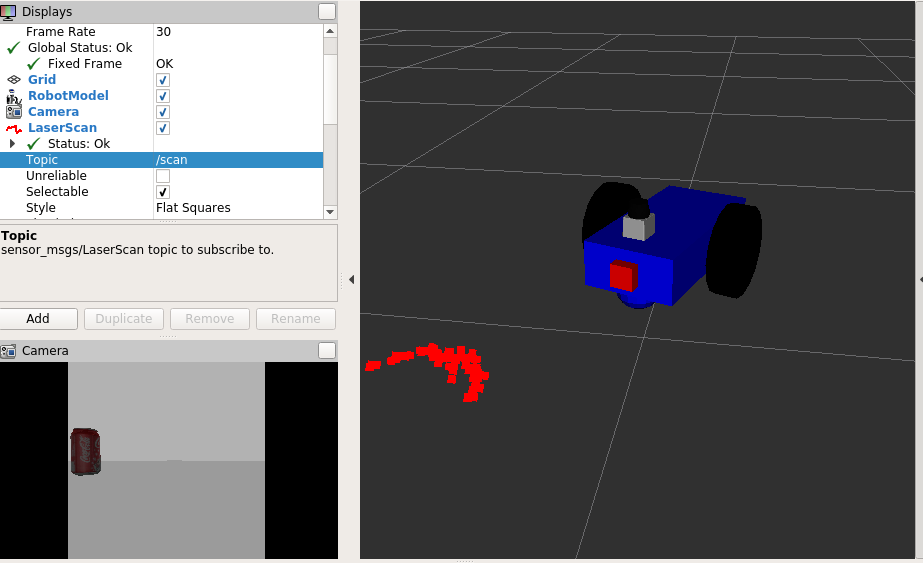 Displays
Frame Rate 30
Global Status: Ok
Fixed Frame OK
Grid
RobotModel
Camera
LaserScan
Status: Ok
Topic /scan
Unreliable
Selectable
Style Flat Squares
Topic
sensor_msgs/LaserScan topic to subscribe to.
Add Duplicate Remove Rename
Camera